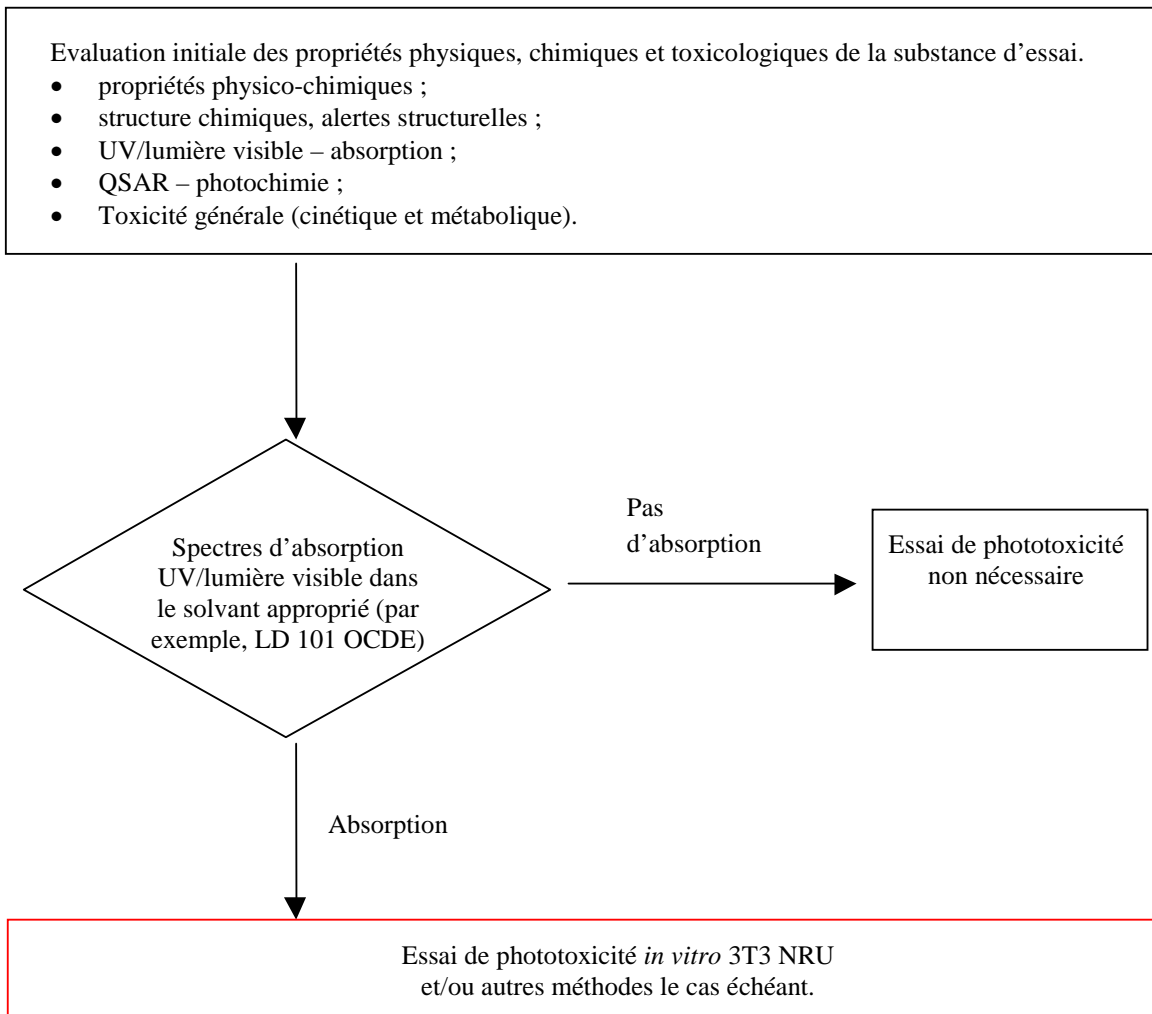 Evaluation initiale des propriétés physiques, chimiques et toxicologiques de la substance d'essai.
• propriétés physico-chimiques ;
• structure chimiques, alertes structurelles ;
• UV/lumière visible – absorption ;
• QSAR – photochimie ;
• Toxicité générale (cinétique et métabolique).
Spectres d'absorption
UV/lumière visible dans
le solvant approprié (par
exemple, LD 101 OCDE)
Pas
d'absorption
Essai de phototoxicité
non nécessaire
Absorption
Essai de phototoxicité in vitro 3T3 NRU
et/ou autres méthodes le cas échéant.